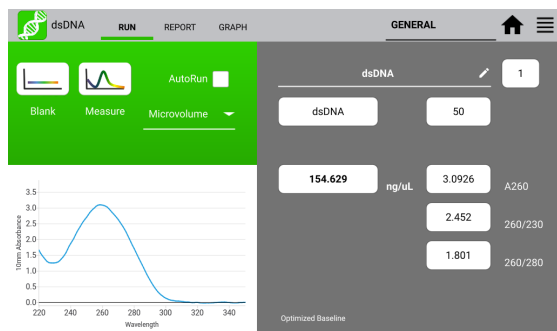 dsDNA RUN REPORT GRAPH GENERAL
AutoRun
Blank Measure Microvolume
dsDNA 1
dsDNA 50
154.629 ng/uL 3.0926 A260
2.452 260/230
1.801 260/280
Optimized Baseline
10mm Absorbance
3.5
3.0
2.5
2.0
1.5
1.0
0.5
0.0
220 240 260 280 300 320 340
Wavelength